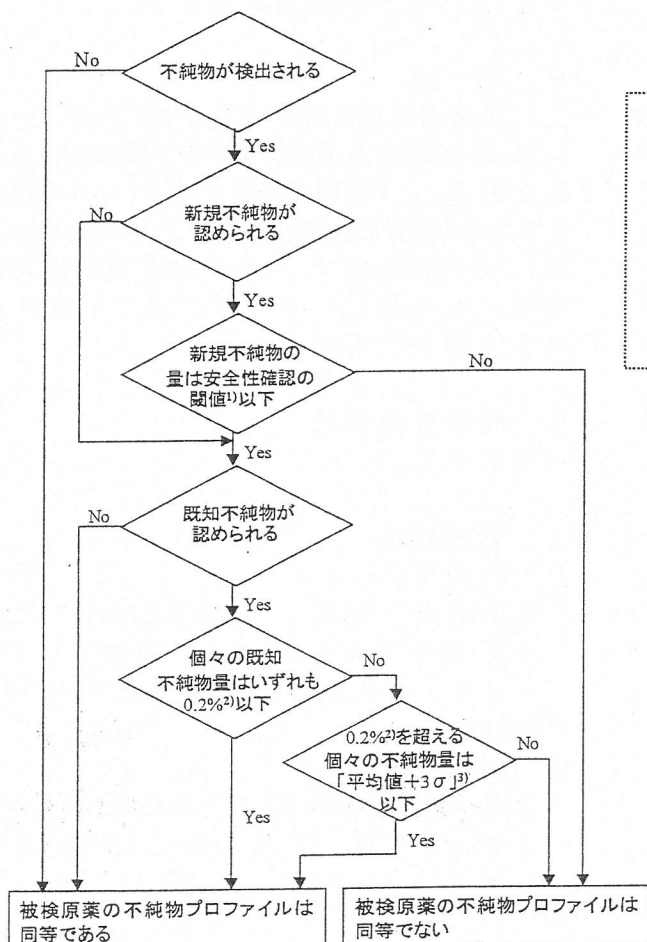 No
不純物が検出される
Yes
No
新規不純物が
認められる
Yes
新規不純物の
量は安全性確認の
閾値1)以下
No
Yes
No
既知不純物が
認められる
Yes
個々の既知
不純物量はいずれも
0.2%2)以下
No
0.2%2)を超える
個々の不純物量は
「平均値+3σ」3)
以下
No
Yes
Yes
被検原薬の不純物プロファイルは
同等である
被検原薬の不純物プロファイルは
同等でない